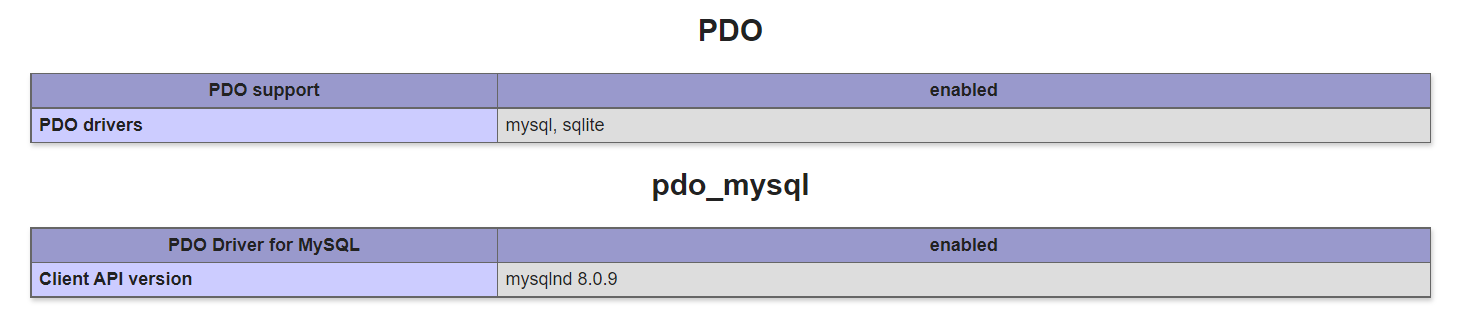 PDO
PDO support enabled
PDO drivers mysql, sqlite
pdo_mysql
PDO Driver for MySQL enabled
Client API version mysqlnd 8.0.9